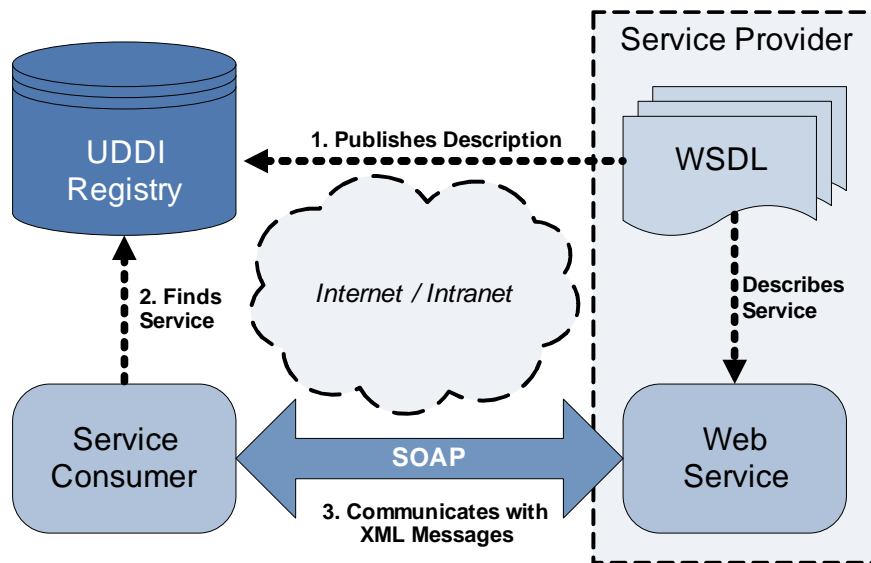 Service Provider
1. Publishes Description
UDDI
Registry
WSDL
Internet / Intranet
2. Finds
Service
Describes
Service
Service
Consumer
SOAP
Web
Service
3. Communicates with
XML Messages